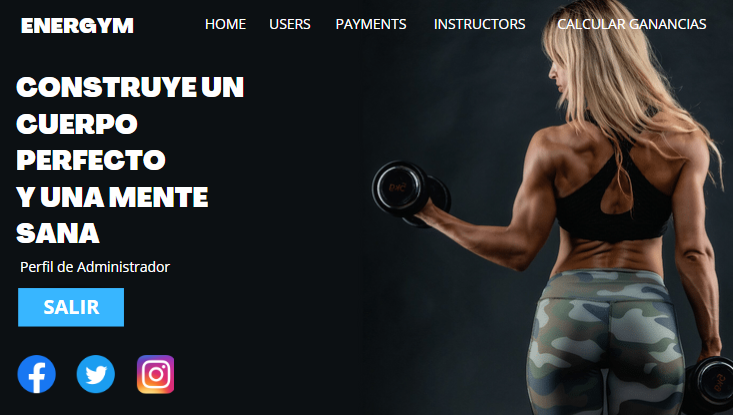 ENERGYM
HOME USERS PAYMENTS INSTRUCTORS CALCULAR GANANCIAS
CONSTRUYE UN
CUERPO
PERFECTO
Y UNA MENTE
SANA
Perfil de Administrador
SALIR